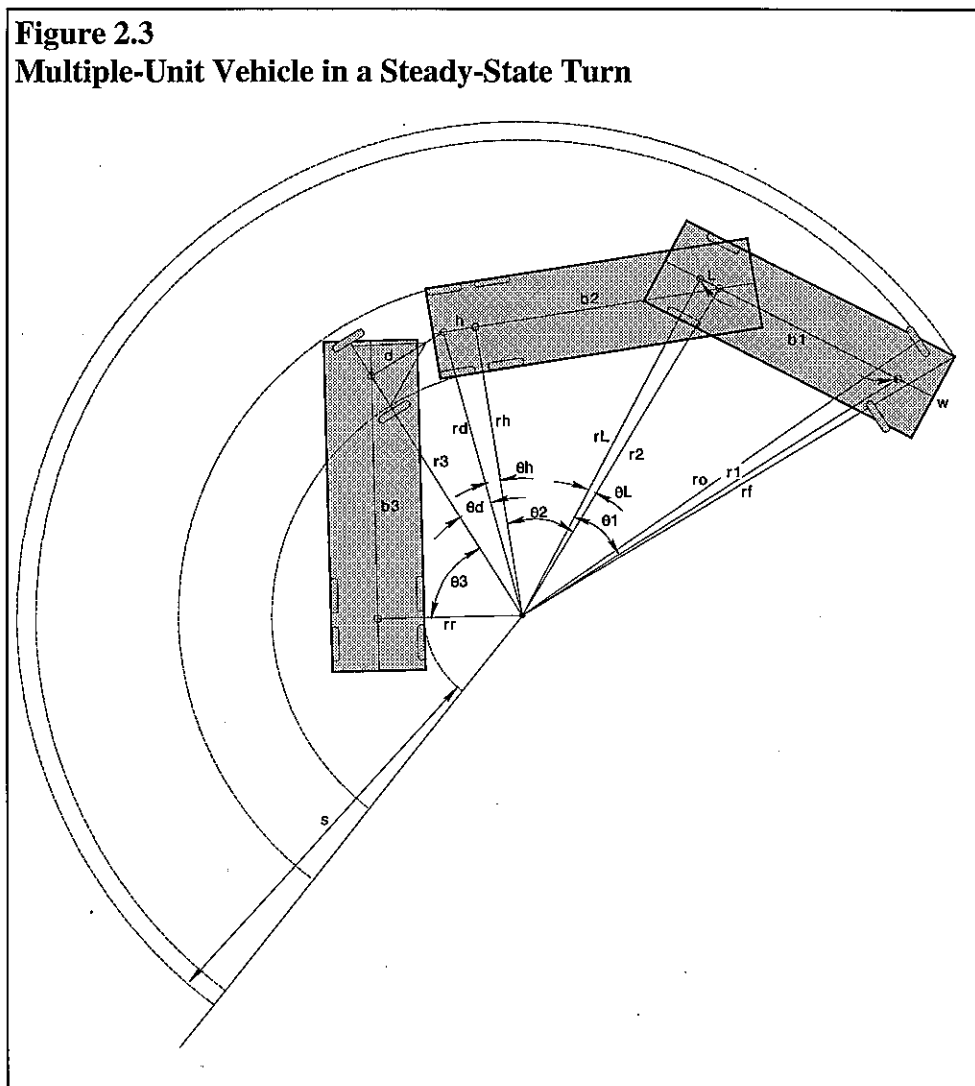 Figure 2.3
Multiple-Unit Vehicle in a Steady-State Turn
L
b2
h
b1
d
w
rd
rh
rL
r2
r3
θh
θL
ro
r1
rf
θd
θ2
θ1
b3
θ3
rr
s